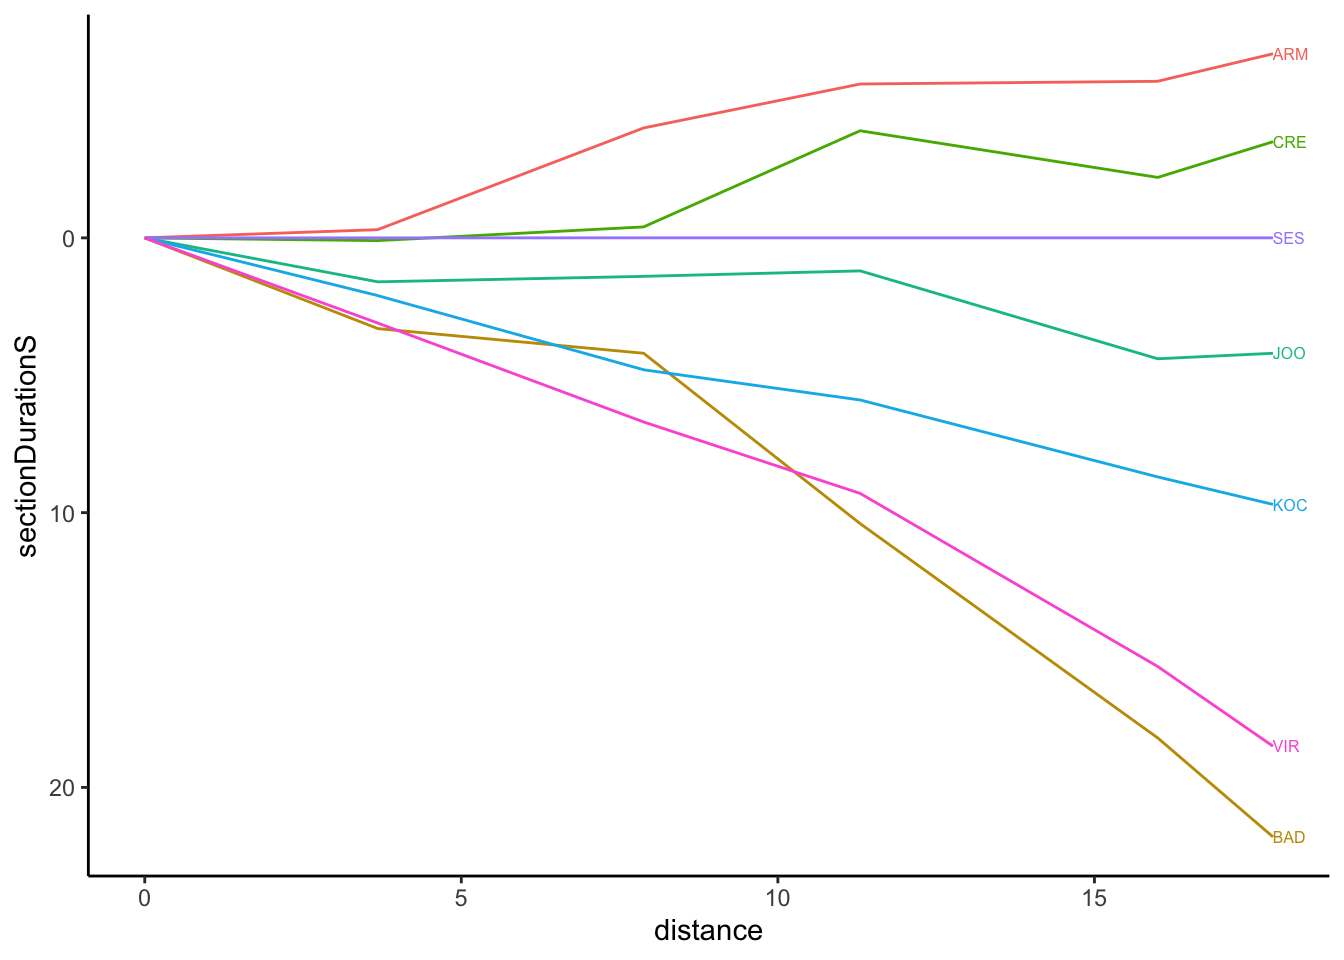 ARM
CRE
0
SES
JOO
sectionDurationS
KOC
10
VIR
20
BAD
0 5 10 15
distance